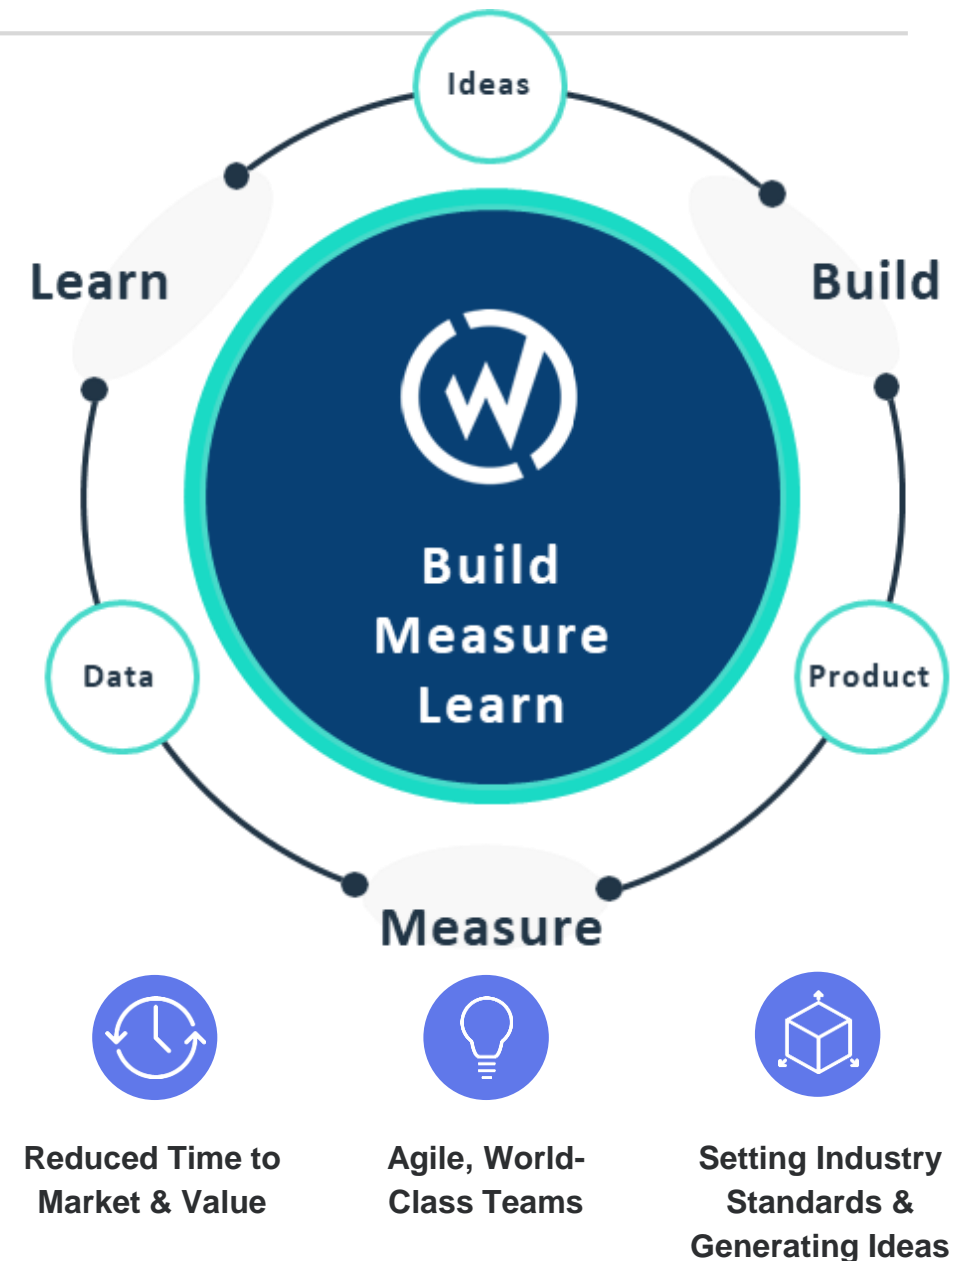 Ideas
Learn
Build
Build
Measure
Learn
Data
Product
Measure
Reduced Time to
Market & Value
Agile, World-
Class Teams
Setting Industry
Standards &
Generating Ideas